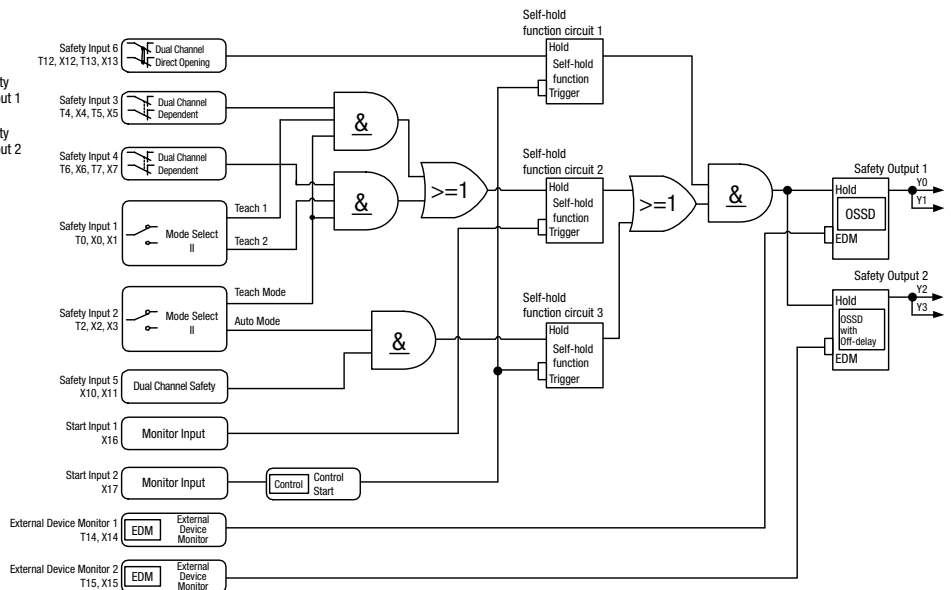 ty
out 1
ty
out 2
Safety Input 6
T12, X12, T13, X13
Dual Channel
Direct Opening
Safety Input 3
T4, X4, T5, X5
Dual Channel
Dependent
Safety Input 4
T6, X6, T7, X7
Dual Channel
Dependent
Safety Input 1
T0, X0, X1
Mode Select
II
Teach 1
Teach 2
Safety Input 2
T2, X2, X3
Mode Select
II
Teach Mode
Auto Mode
Safety Input 5
X10, X11
Dual Channel Safety
Start Input 1
X16
Monitor Input
Start Input 2
X17
Monitor Input
Control
Control
Start
External Device Monitor 1
T14, X14
EDM
External
Device
Monitor
External Device Monitor 2
T15, X15
EDM
External
Device
Monitor
&
&
>=1
&
Self-hold
function circuit 1
Hold
Self-hold
function
Trigger
Self-hold
function circuit 2
Hold
Self-hold
function
Trigger
Self-hold
function circuit 3
Hold
Self-hold
function
Trigger
>=1
&
Safety Output 1
Hold
OSSD
EDM
Y0
Y1
Safety Output 2
Hold
OSSD
with
Off-delay
EDM
Y2
Y3